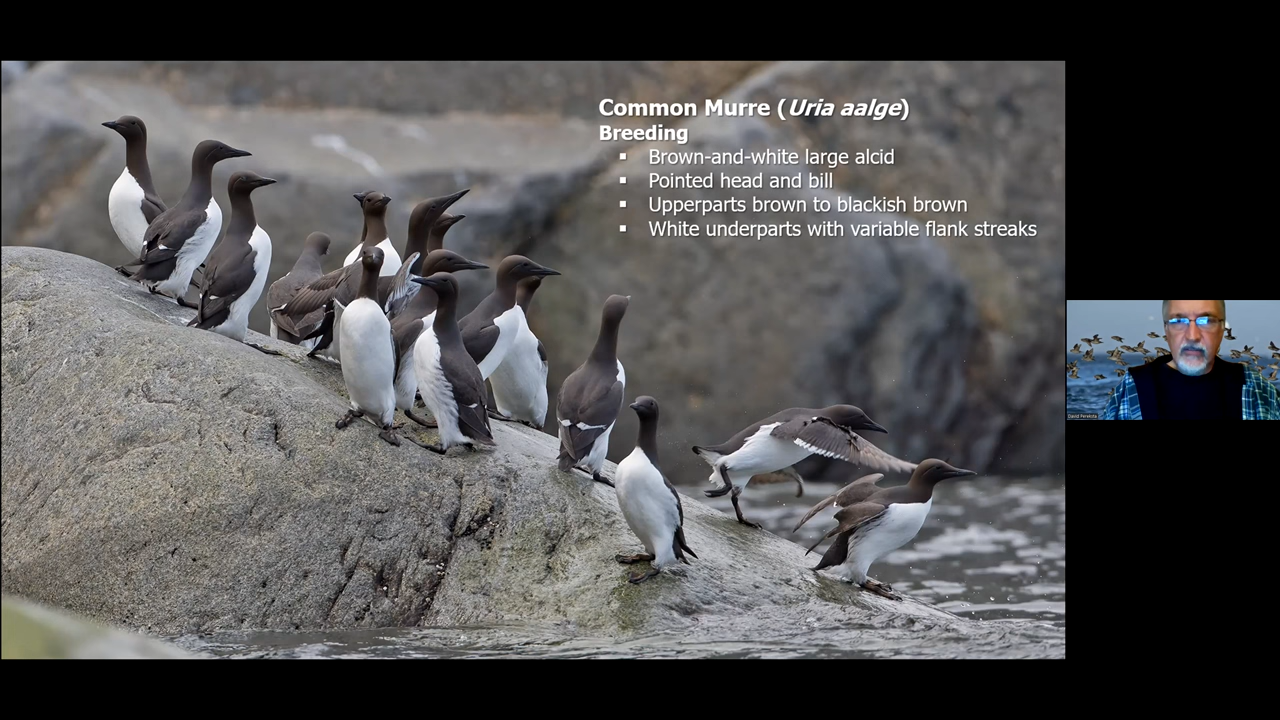 Common Murre (Uria aalge)
Breeding
▪ Brown-and-white large alcid
▪ Pointed head and bill
▪ Upperparts brown to blackish brown
▪ White underparts with variable flank streaks